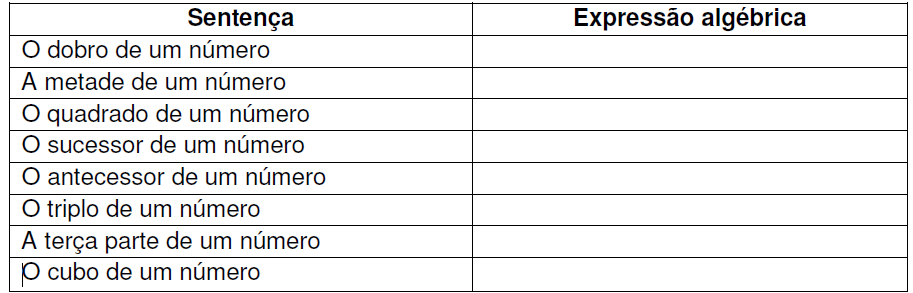 Sentença Expressão algébrica
O dobro de um número
A metade de um número
O quadrado de um número
O sucessor de um número
O antecessor de um número
O triplo de um número
A terça parte de um número
O cubo de um número